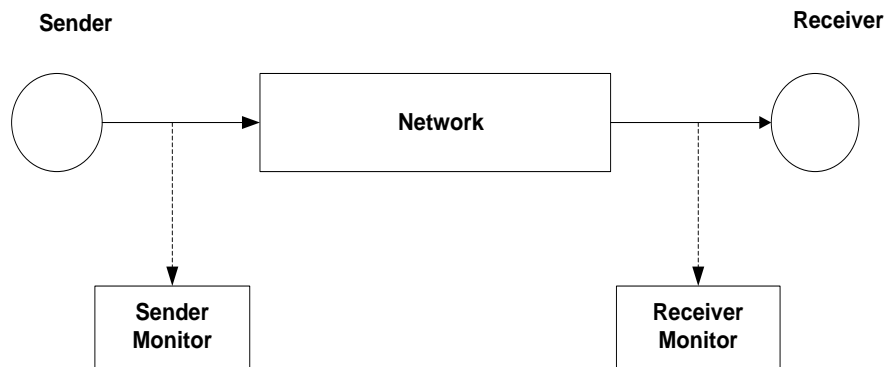 Sender
Receiver
Network
Sender
Monitor
Receiver
Monitor